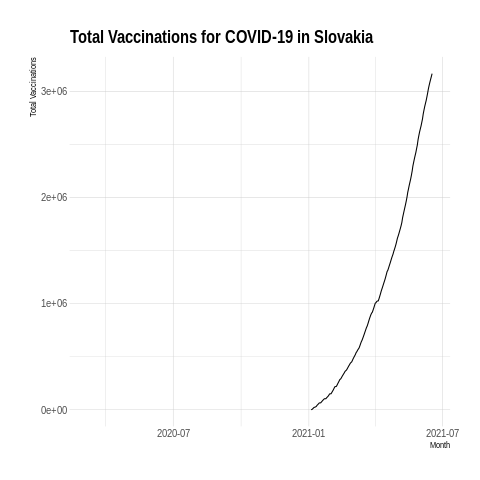 Total Vaccinations for COVID-19 in Slovakia
Total Vaccinations
3e+06
2e+06
1e+06
0e+00
2020-07 2021-01 2021-07
Month